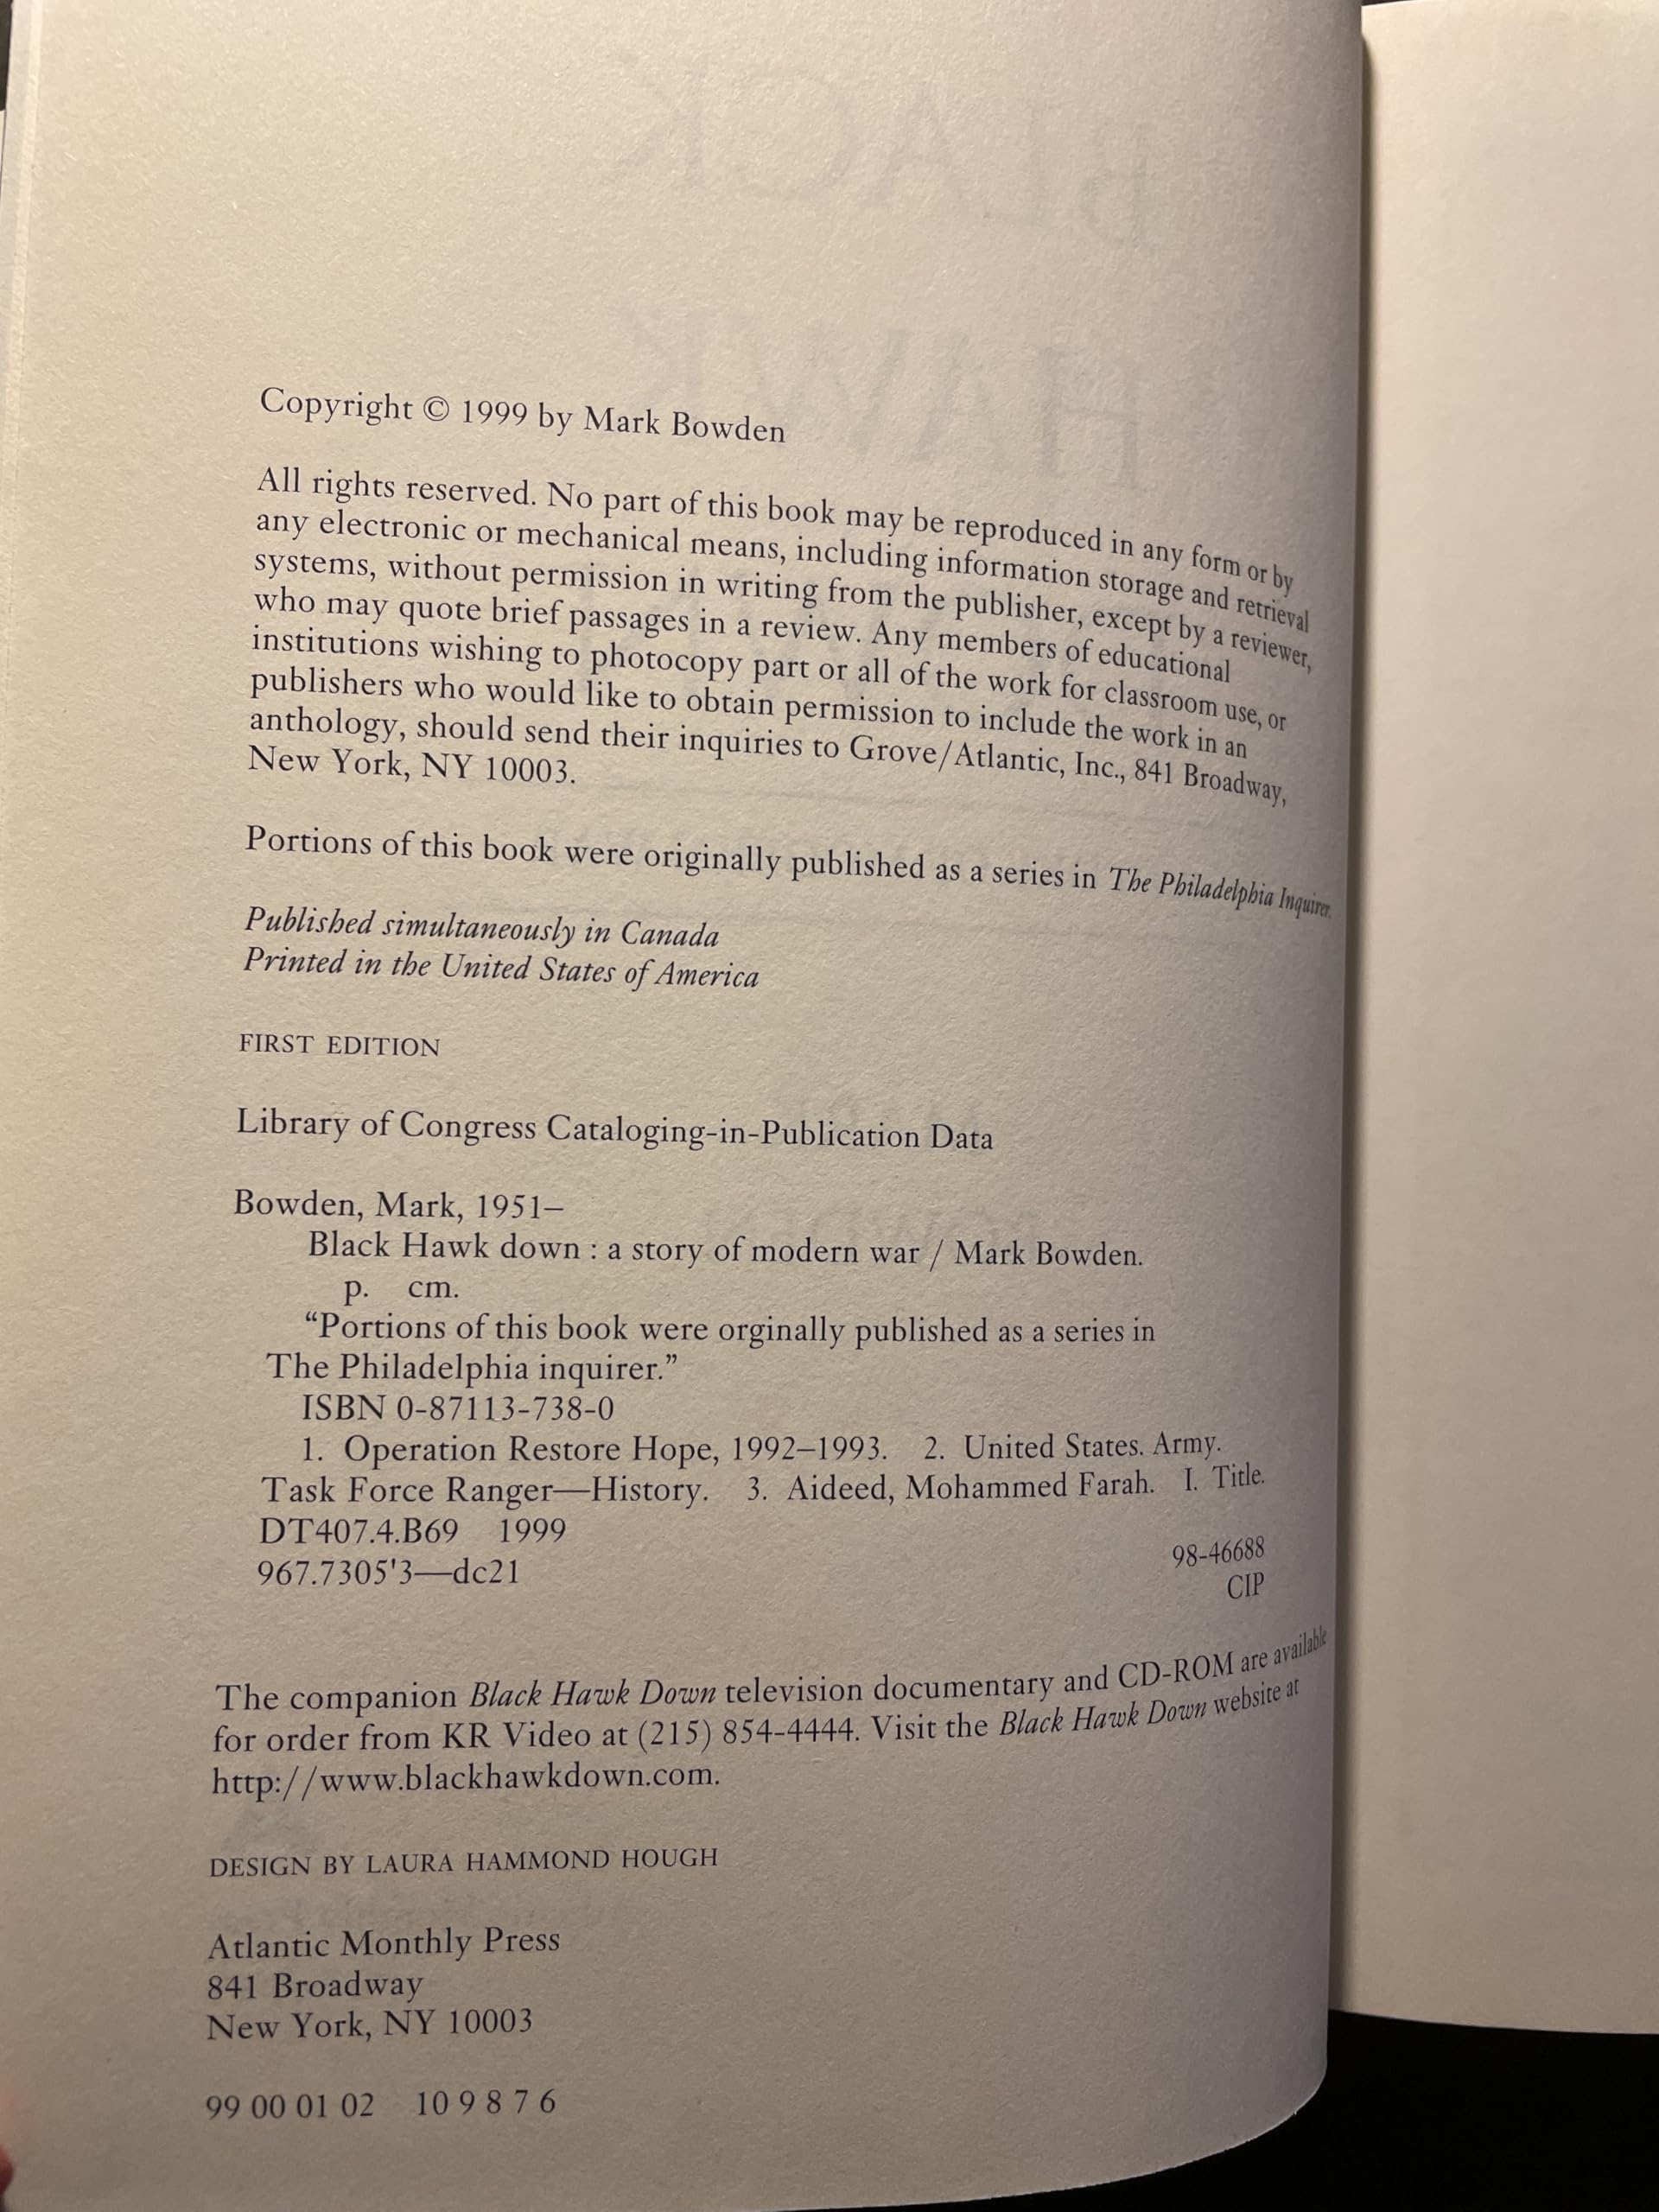 Copyright © 1999 by Mark Bowden
All rights reserved. No part of this book may be reproduced in any form or by
any electronic or mechanical means, including information storage and retrieval
systems, without permission in writing from the publisher, except by a reviewer,
who may quote brief passages in a review. Any members of educational
institutions wishing to photocopy part or all of the work for classroom use, or
publishers who would like to obtain permission to include the work in an
anthology, should send their inquiries to Grove/Atlantic, Inc., 841 Broadway,
New York, NY 10003.
Portions of this book were originally published as a series in The Philadelphia Inquirer.
Published simultaneously in Canada
Printed in the United States of America
FIRST EDITION
Library of Congress Cataloging-in-Publication Data
Bowden, Mark, 1951–
Black Hawk down : a story of modern war / Mark Bowden.
p. cm.
“Portions of this book were orginally published as a series in
The Philadelphia inquirer.”
ISBN 0-87113-738-0
1. Operation Restore Hope, 1992–1993. 2. United States. Army.
Task Force Ranger—History. 3. Aideed, Mohammed Farah. I. Title.
DT407.4.B69 1999
967.7305'3—dc21
98-46688
CIP
The companion Black Hawk Down television documentary and CD-ROM are available
for order from KR Video at (215) 854-4444. Visit the Black Hawk Down website at
http://www.blackhawkdown.com.
DESIGN BY LAURA HAMMOND HOUGH
Atlantic Monthly Press
841 Broadway
New York, NY 10003
99 00 01 02 10 9 8 7 6